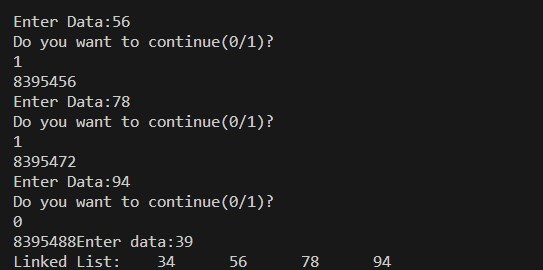 Enter Data:56
Do you want to continue(0/1)?
1
8395456
Enter Data:78
Do you want to continue(0/1)?
1
8395472
Enter Data:94
Do you want to continue(0/1)?
0
8395488Enter data:39
Linked List:    34      56      78      94